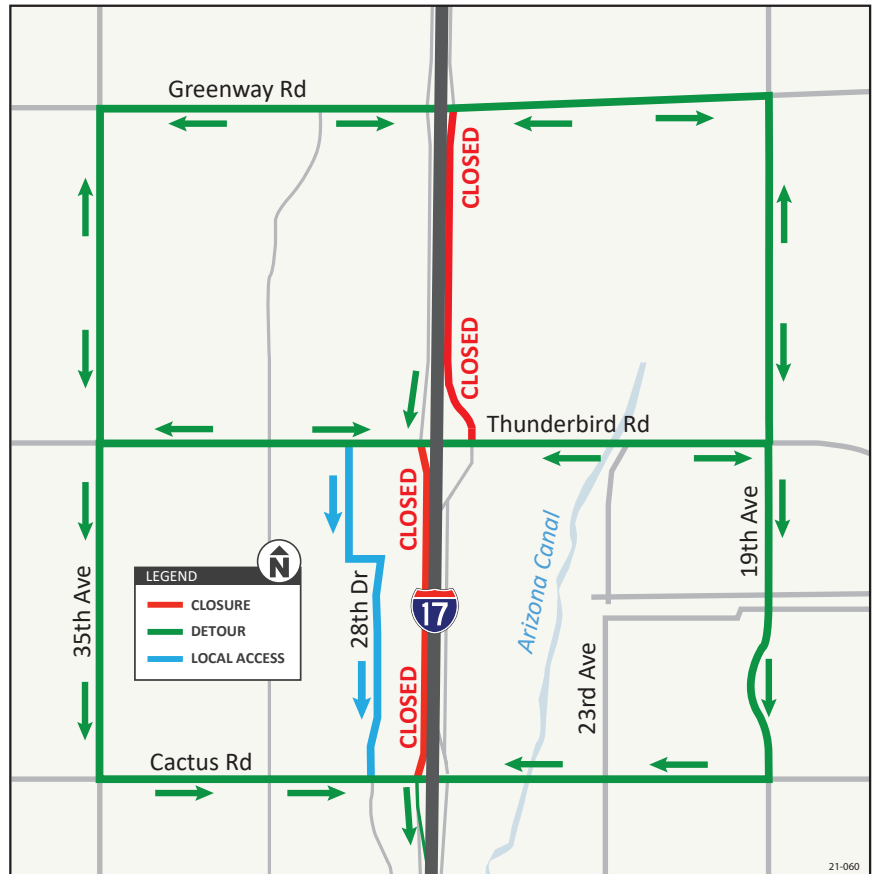 Greenway Rd
CLOSED
CLOSED
Thunderbird Rd
CLOSED
35th Ave
N
LEGEND
CLOSURE
DETOUR
LOCAL ACCESS
28th Dr
17
Arizona Canal
19th Ave
23rd Ave
CLOSED
Cactus Rd
21-060